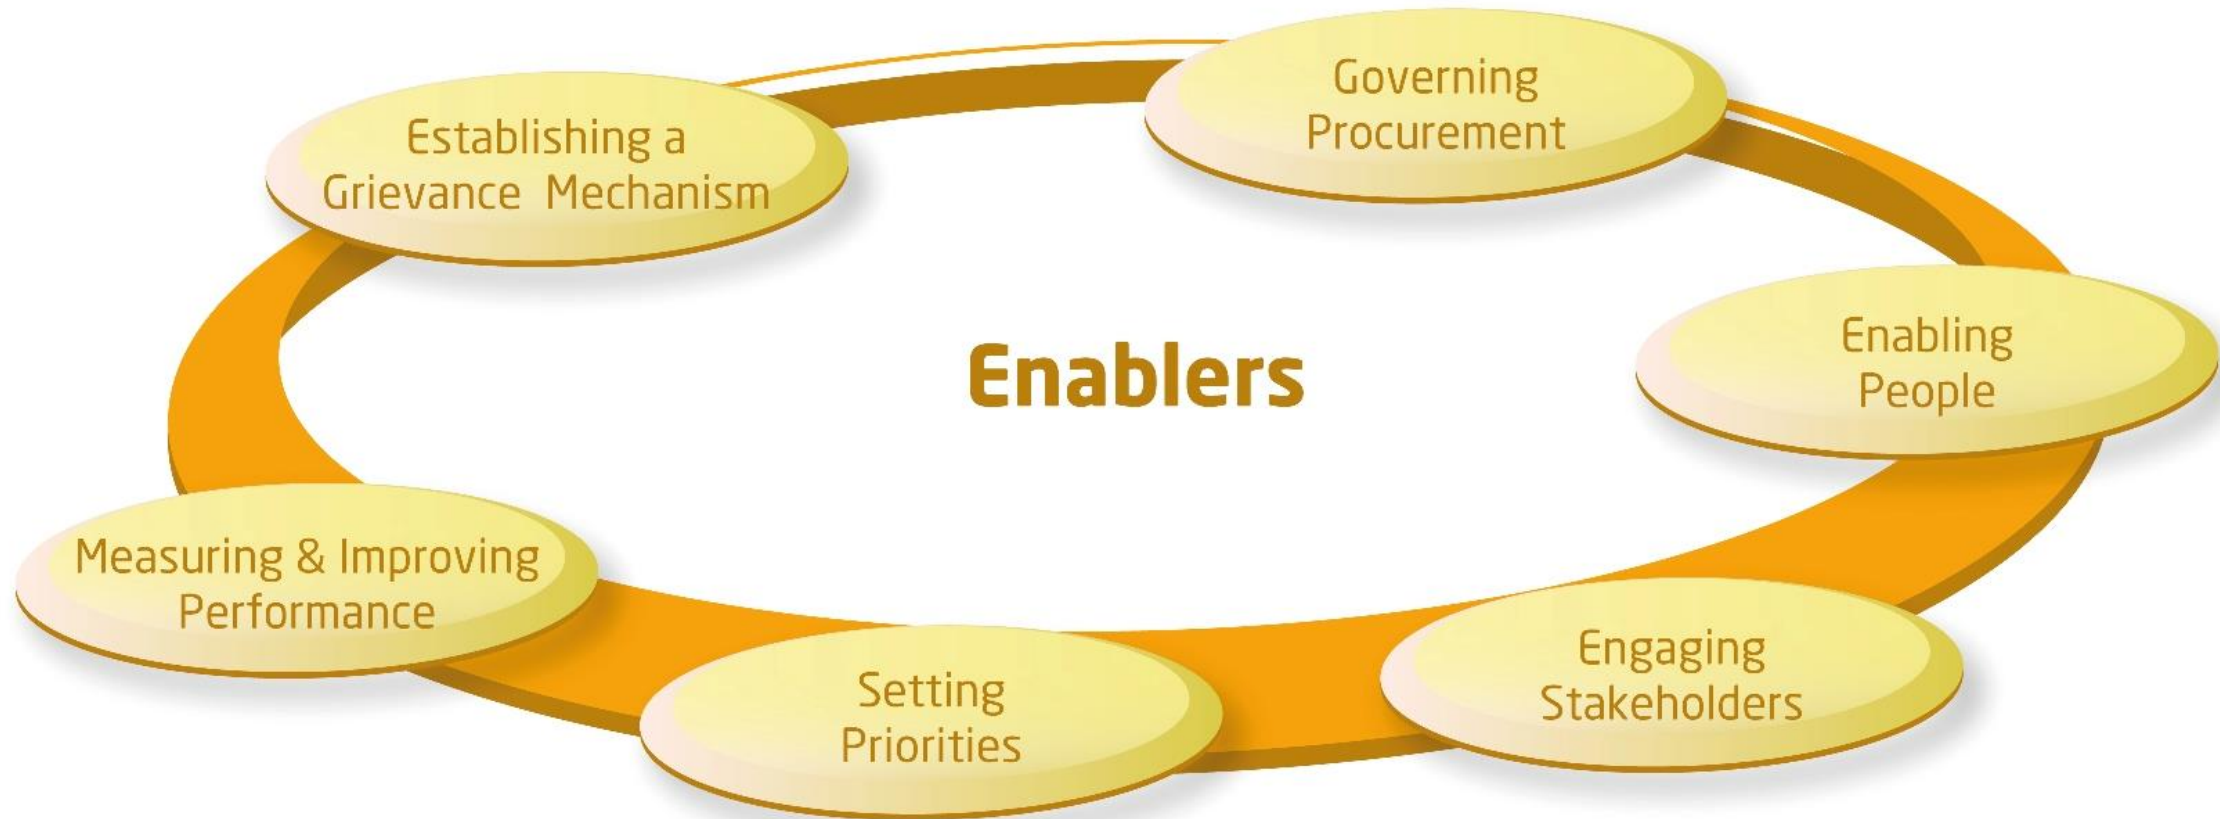 Governing
Procurement
Establishing a
Grievance Mechanism
Enabling
People
Enablers
Measuring & Improving
Performance
Engaging
Stakeholders
Setting
Priorities